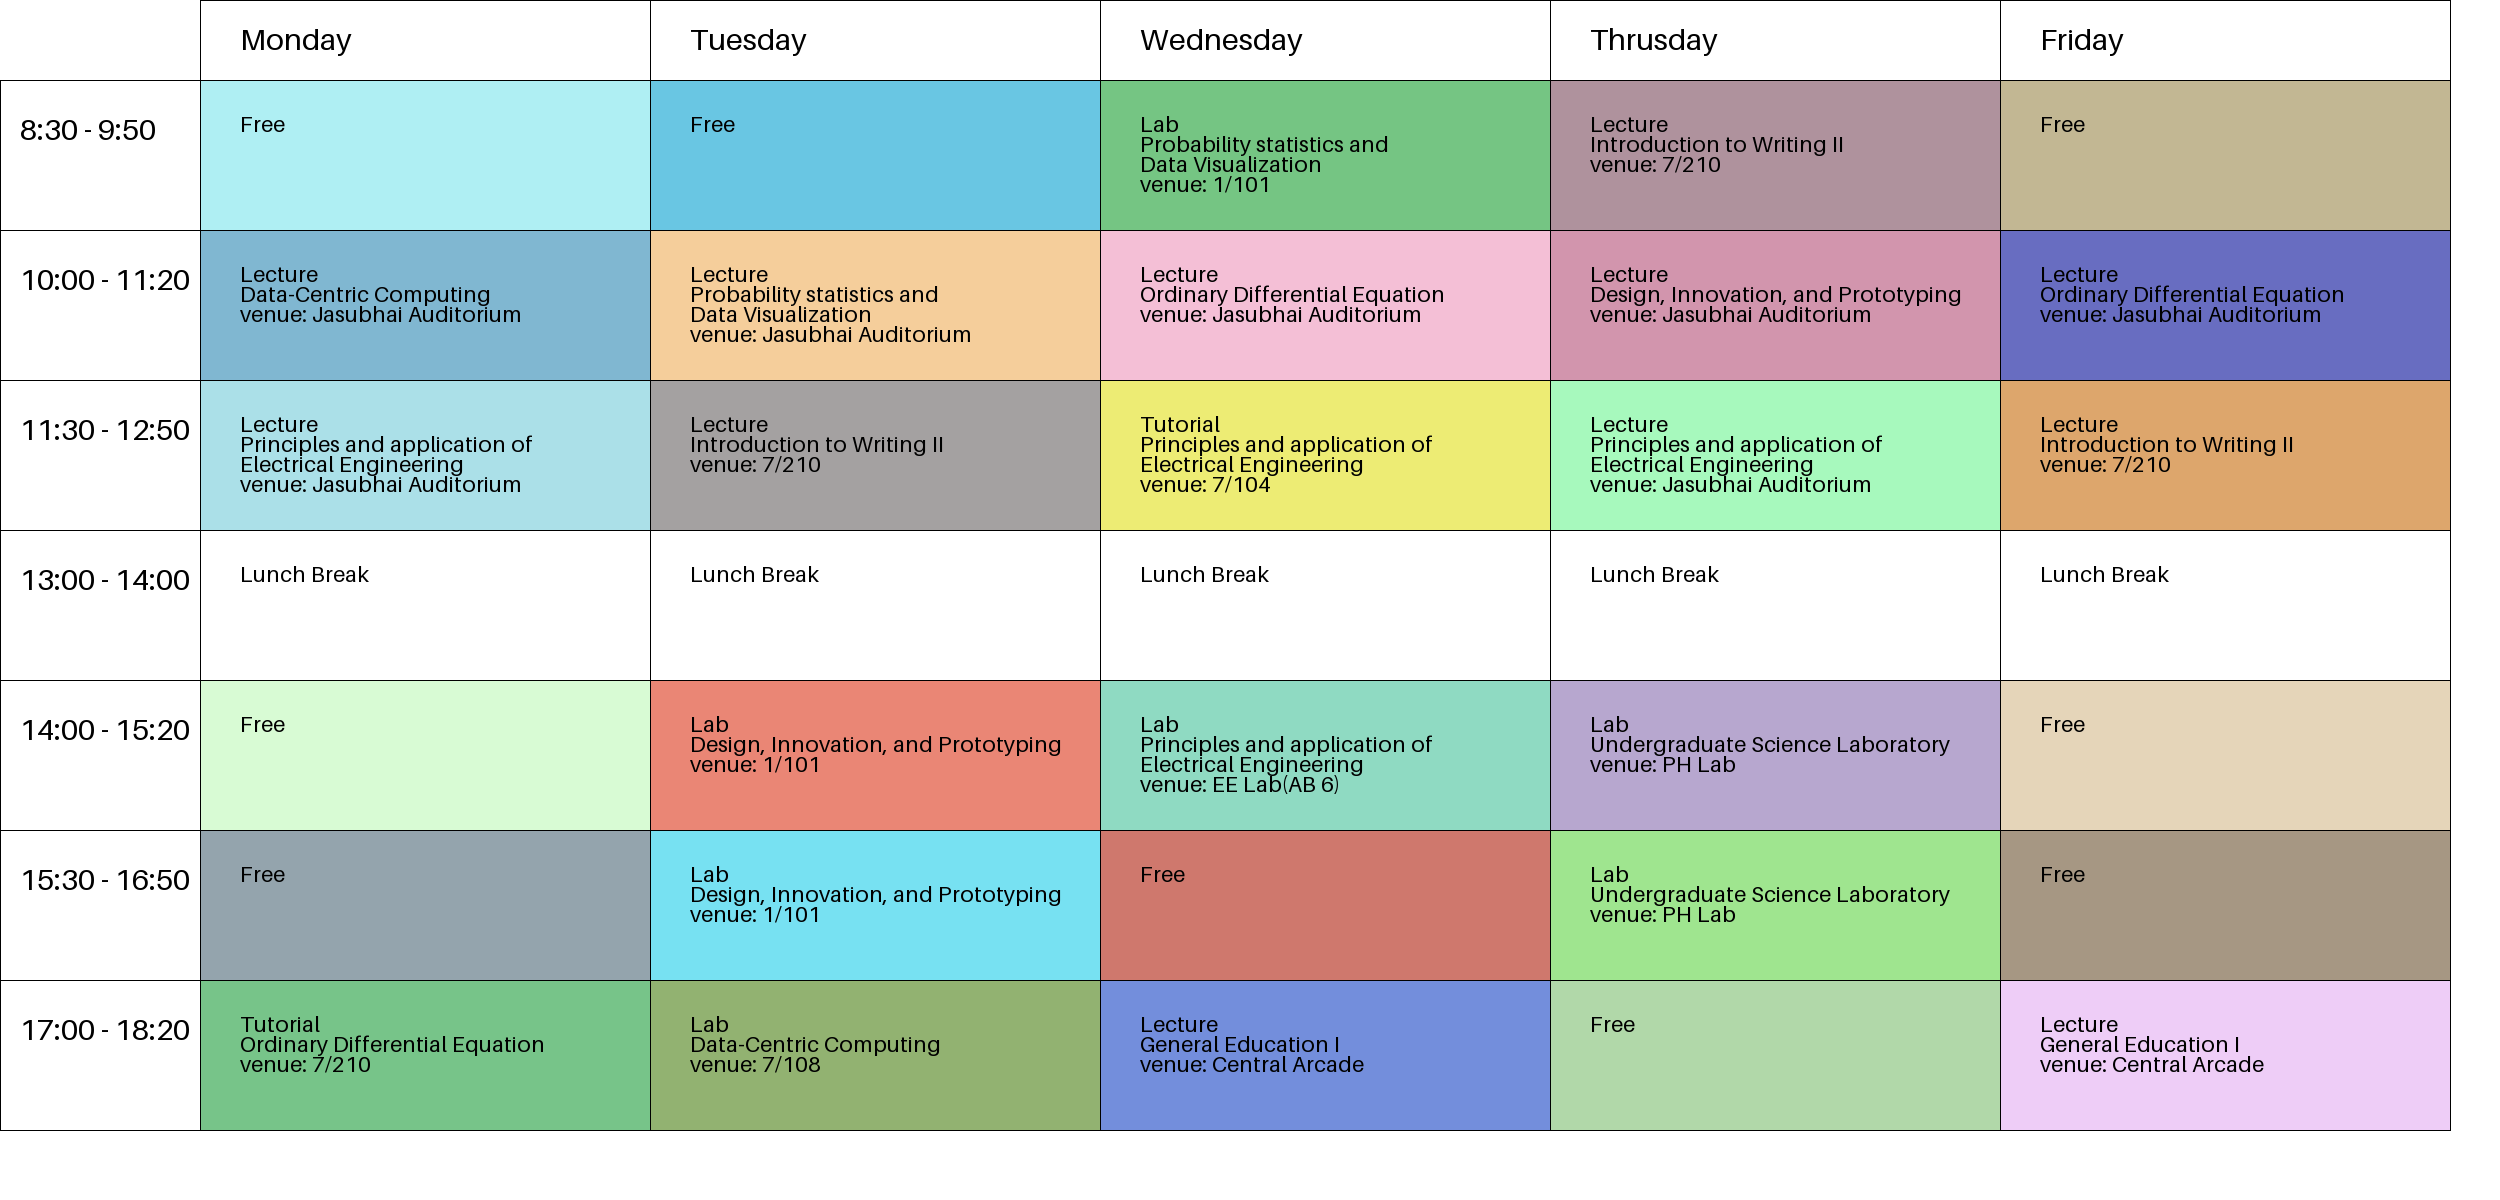 Monday
Tuesday
Wednesday
Thrusday
Friday
8:30 - 9:50
Free
Free
Lab
Probability statistics and
Data Visualization
venue: 1/101
Lecture
Introduction to Writing II
venue: 7/210
Free
10:00 - 11:20
Lecture
Data-Centric Computing
venue: Jasubhai Auditorium
Lecture
Probability statistics and
Data Visualization
venue: Jasubhai Auditorium
Lecture
Ordinary Differential Equation
venue: Jasubhai Auditorium
Lecture
Design, Innovation, and Prototyping
venue: Jasubhai Auditorium
Lecture
Ordinary Differential Equation
venue: Jasubhai Auditorium
11:30 - 12:50
Lecture
Principles and application of
Electrical Engineering
venue: Jasubhai Auditorium
Lecture
Introduction to Writing II
venue: 7/210
Tutorial
Principles and application of
Electrical Engineering
venue: 7/104
Lecture
Principles and application of
Electrical Engineering
venue: Jasubhai Auditorium
Lecture
Introduction to Writing II
venue: 7/210
13:00 - 14:00
Lunch Break
Lunch Break
Lunch Break
Lunch Break
Lunch Break
14:00 - 15:20
Free
Lab
Design, Innovation, and Prototyping
venue: 1/101
Lab
Principles and application of
Electrical Engineering
venue: EE Lab(AB 6)
Lab
Undergraduate Science Laboratory
venue: PH Lab
Free
15:30 - 16:50
Free
Lab
Design, Innovation, and Prototyping
venue: 1/101
Free
Lab
Undergraduate Science Laboratory
venue: PH Lab
Free
17:00 - 18:20
Tutorial
Ordinary Differential Equation
venue: 7/210
Lab
Data-Centric Computing
venue: 7/108
Lecture
General Education I
venue: Central Arcade
Free
Lecture
General Education I
venue: Central Arcade